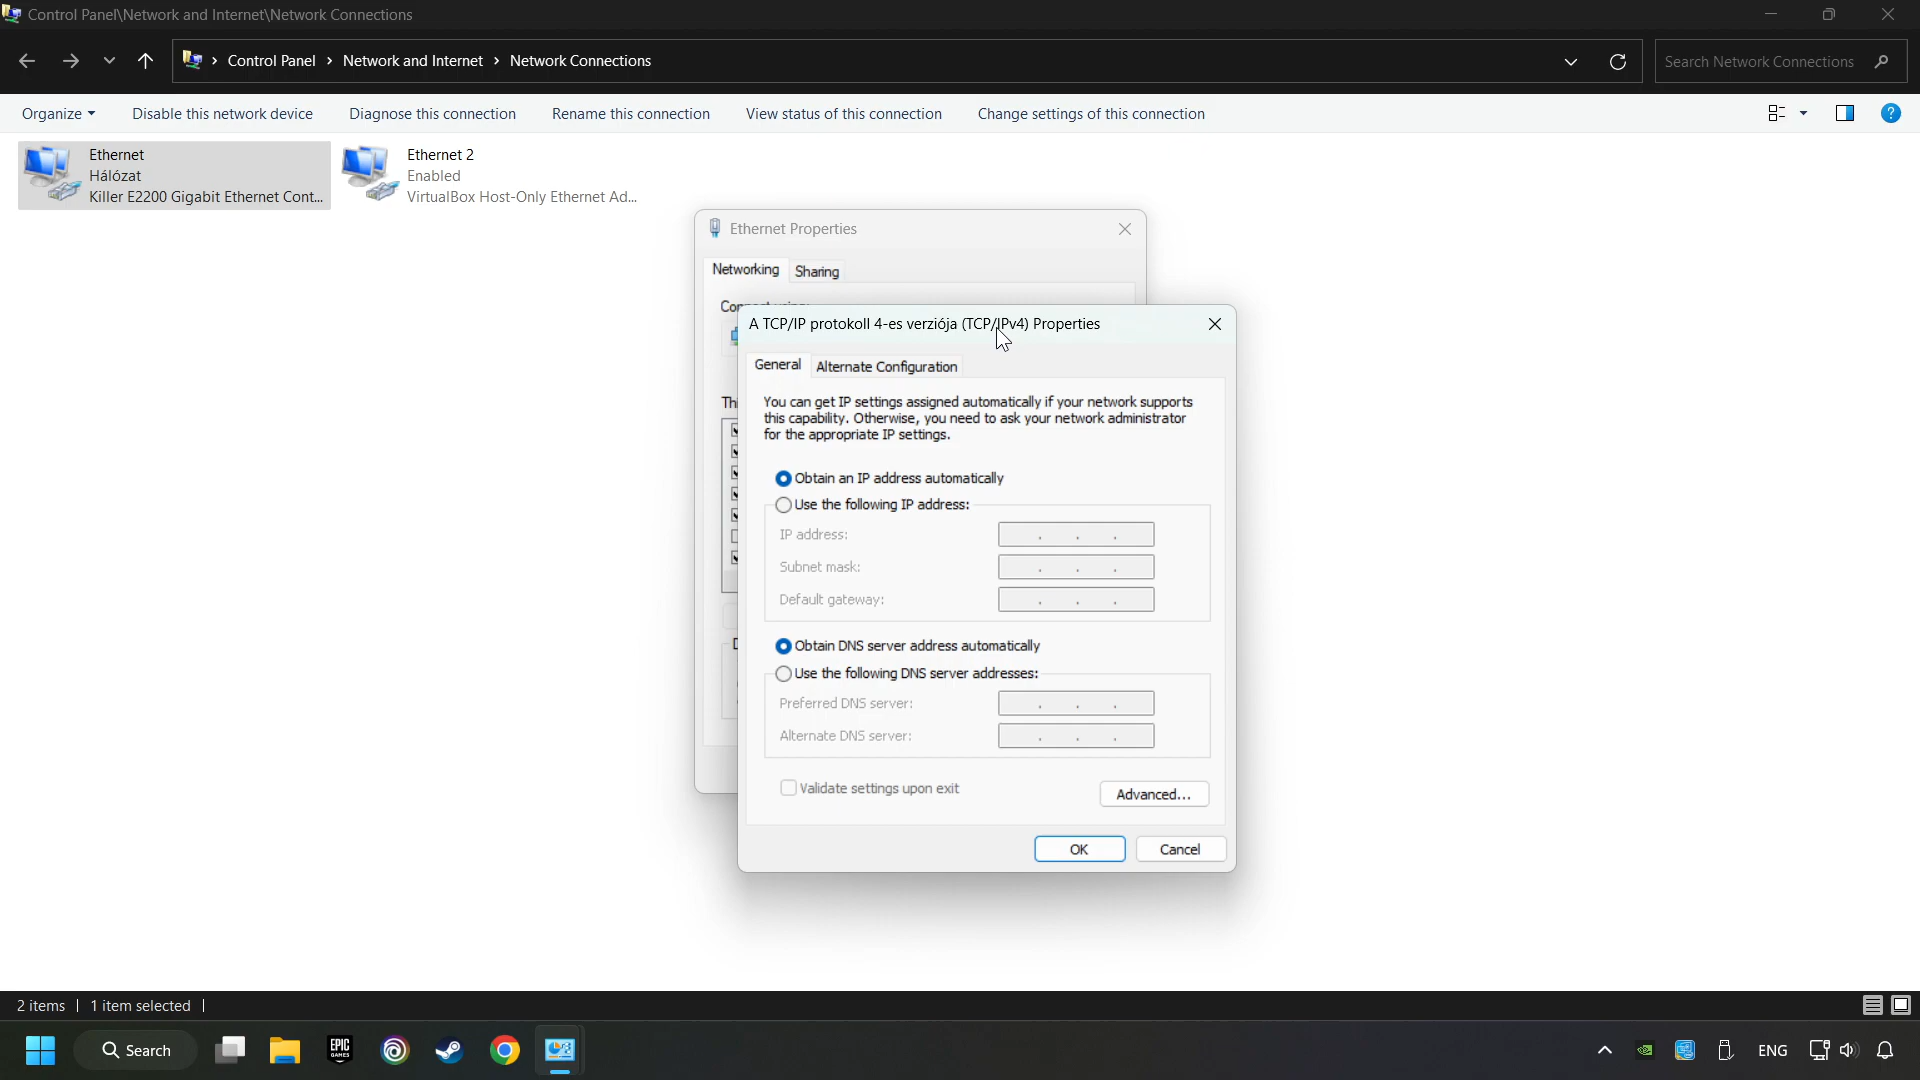 Control Panel\Network and Internet\Network Connections
Control Panel › Network and Internet › Network Connections
Search Network Connections
Organize
Disable this network device
Diagnose this connection
Rename this connection
View status of this connection
Change settings of this connection
Ethernet
Hálózat
Killer E2200 Gigabit Ethernet Cont...
Ethernet 2
Enabled
VirtualBox Host-Only Ethernet Ad...
Ethernet Properties
Networking
Sharing
A TCP/IP protokoll 4-es verziója (TCP/IPv4) Properties
General
Alternate Configuration
You can get IP settings assigned automatically if your network supports
this capability. Otherwise, you need to ask your network administrator
for the appropriate IP settings.
Obtain an IP address automatically
Use the following IP address:
IP address:
Subnet mask:
Default gateway:
Obtain DNS server address automatically
Use the following DNS server addresses:
Preferred DNS server:
Alternate DNS server:
Validate settings upon exit
Advanced...
OK
Cancel
2 items
1 item selected
Search
EPIC
GAMES
ENG